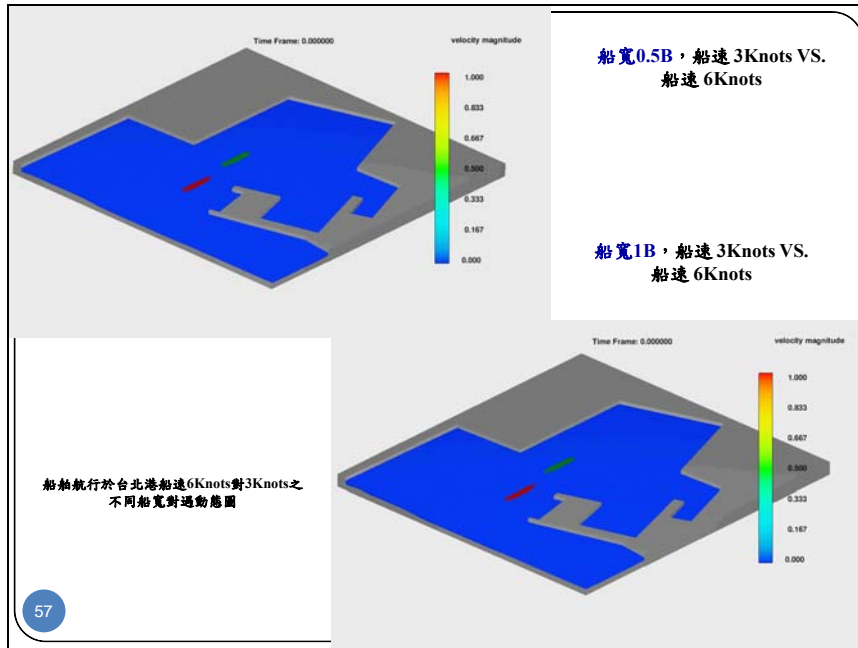 Time Frame: 0.000000
velocity magnitude
1.000
0.833
0.667
0.500
0.333
0.167
0.000
船寬0.5B，船速 3Knots VS.
船速 6Knots
船寬1B，船速 3Knots VS.
船速 6Knots
Time Frame: 0.000000
velocity magnitude
1.000
0.833
0.667
0.500
0.333
0.167
0.000
船舶航行於台北港船速6Knots對3Knots之
不同船寬對遇動態圖
57